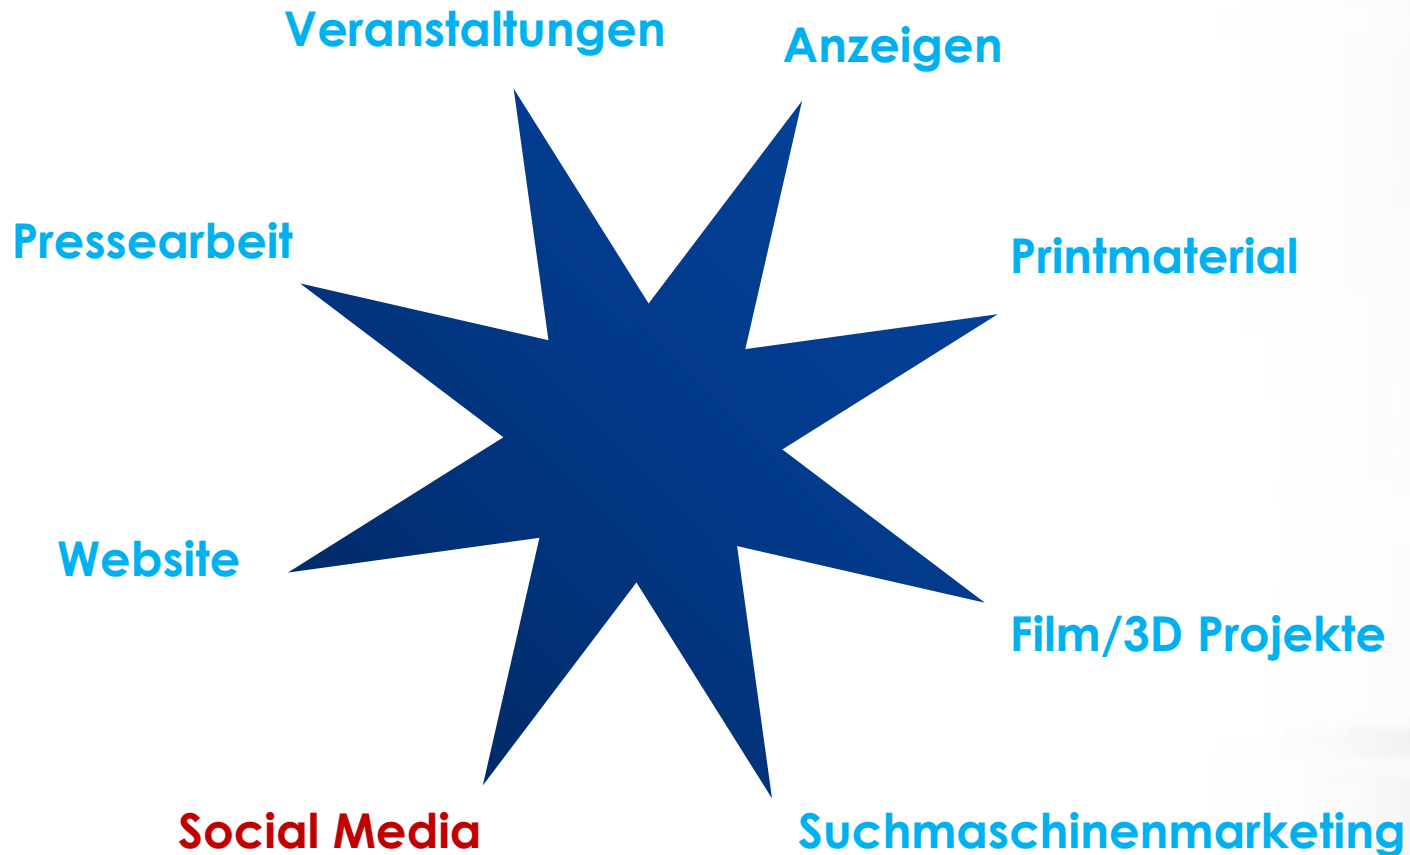 Veranstaltungen
Anzeigen
Pressearbeit
Printmaterial
Website
Film/3D Projekte
Social Media
Suchmaschinenmarketing